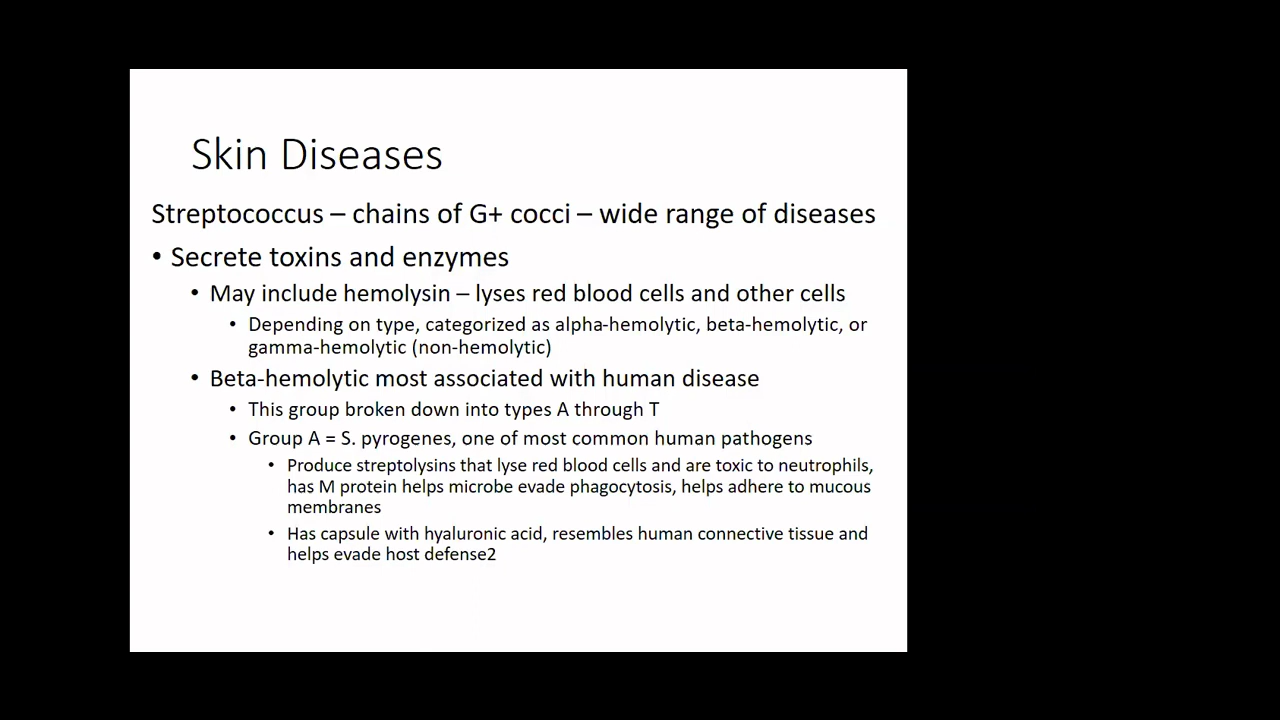 Skin Diseases
Streptococcus – chains of G+ cocci – wide range of diseases
• Secrete toxins and enzymes
• May include hemolysin – lyses red blood cells and other cells
• Depending on type, categorized as alpha-hemolytic, beta-hemolytic, or
gamma-hemolytic (non-hemolytic)
• Beta-hemolytic most associated with human disease
• This group broken down into types A through T
• Group A = S. pyrogenes, one of most common human pathogens
• Produce streptolysins that lyse red blood cells and are toxic to neutrophils,
has M protein helps microbe evade phagocytosis, helps adhere to mucous
membranes
• Has capsule with hyaluronic acid, resembles human connective tissue and
helps evade host defense2